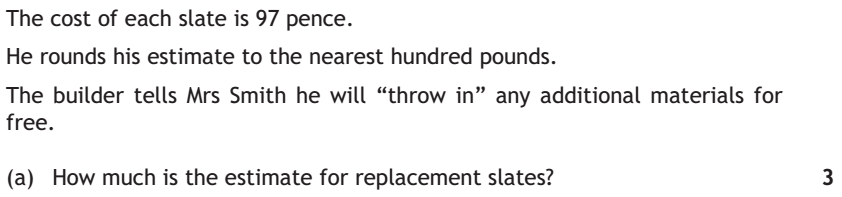 The cost of each slate is 97 pence.
He rounds his estimate to the nearest hundred pounds.
The builder tells Mrs Smith he will “throw in” any additional materials for
free.
(a) How much is the estimate for replacement slates? 3